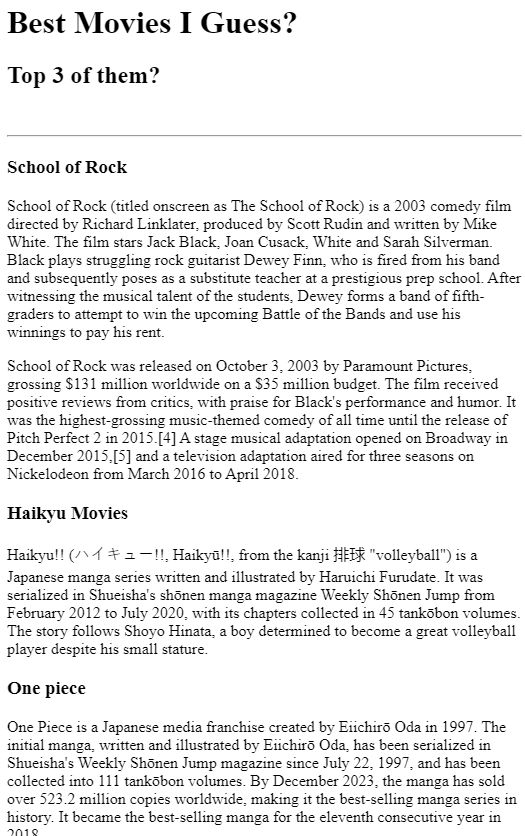 Best Movies I Guess?
Top 3 of them?
School of Rock
School of Rock (titled onscreen as The School of Rock) is a 2003 comedy film
directed by Richard Linklater, produced by Scott Rudin and written by Mike
White. The film stars Jack Black, Joan Cusack, White and Sarah Silverman.
Black plays struggling rock guitarist Dewey Finn, who is fired from his band
and subsequently poses as a substitute teacher at a prestigious prep school. After
witnessing the musical talent of the students, Dewey forms a band of fifth-
graders to attempt to win the upcoming Battle of the Bands and use his
winnings to pay his rent.
School of Rock was released on October 3, 2003 by Paramount Pictures,
grossing $131 million worldwide on a $35 million budget. The film received
positive reviews from critics, with praise for Black's performance and humor. It
was the highest-grossing music-themed comedy of all time until the release of
Pitch Perfect 2 in 2015.[4] A stage musical adaptation opened on Broadway in
December 2015,[5] and a television adaptation aired for three seasons on
Nickelodeon from March 2016 to April 2018.
Haikyu Movies
Haikyu!! (ハイキュー!!, Haikyū!!, from the kanji 排球 "volleyball") is a
Japanese manga series written and illustrated by Haruichi Furudate. It was
serialized in Shueisha's shōnen manga magazine Weekly Shōnen Jump from
February 2012 to July 2020, with its chapters collected in 45 tankōbon volumes.
The story follows Shoyo Hinata, a boy determined to become a great volleyball
player despite his small stature.
One piece
One Piece is a Japanese media franchise created by Eiichirō Oda in 1997. The
initial manga, written and illustrated by Eiichirō Oda, has been serialized in
Shueisha's Weekly Shōnen Jump magazine since July 22, 1997, and has been
collected into 111 tankōbon volumes. By December 2023, the manga has sold
over 523.2 million copies worldwide, making it the best-selling manga series in
history. It became the best-selling manga for the eleventh consecutive year in
2018